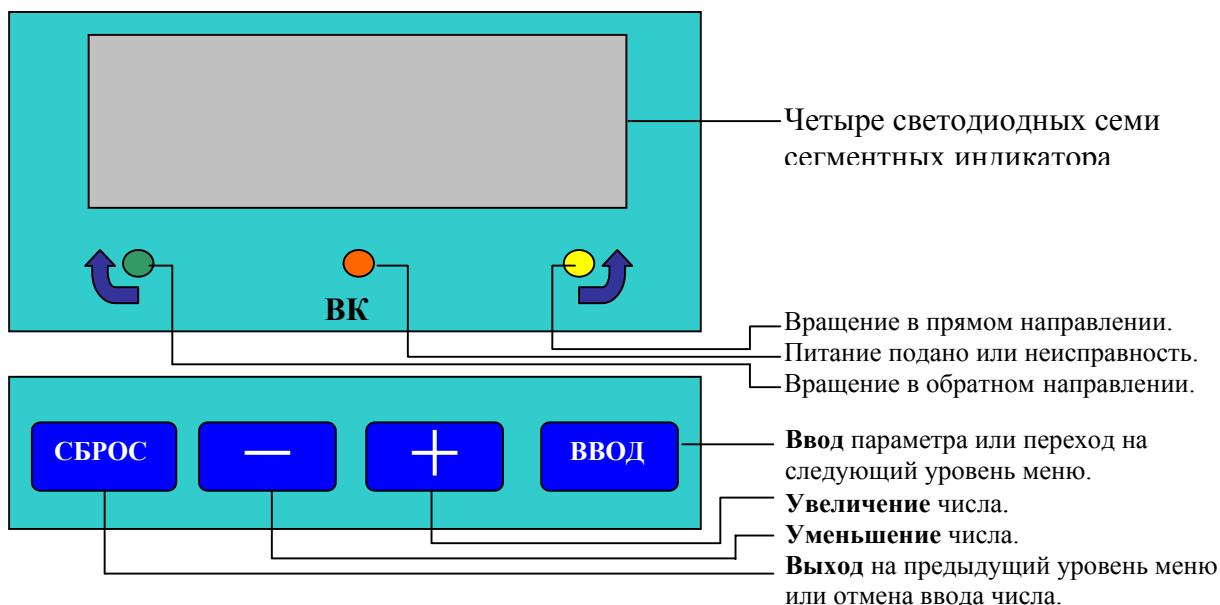 Четыре светодиодных семи
сегментных индикатора
ВК
Вращение в прямом направлении.
Питание подано или неисправность.
Вращение в обратном направлении.
СБРОС
—
+
ВВОД
Ввод параметра или переход на
следующий уровень меню.
Увеличение числа.
Уменьшение числа.
Выход на предыдущий уровень меню
или отмена ввода числа.